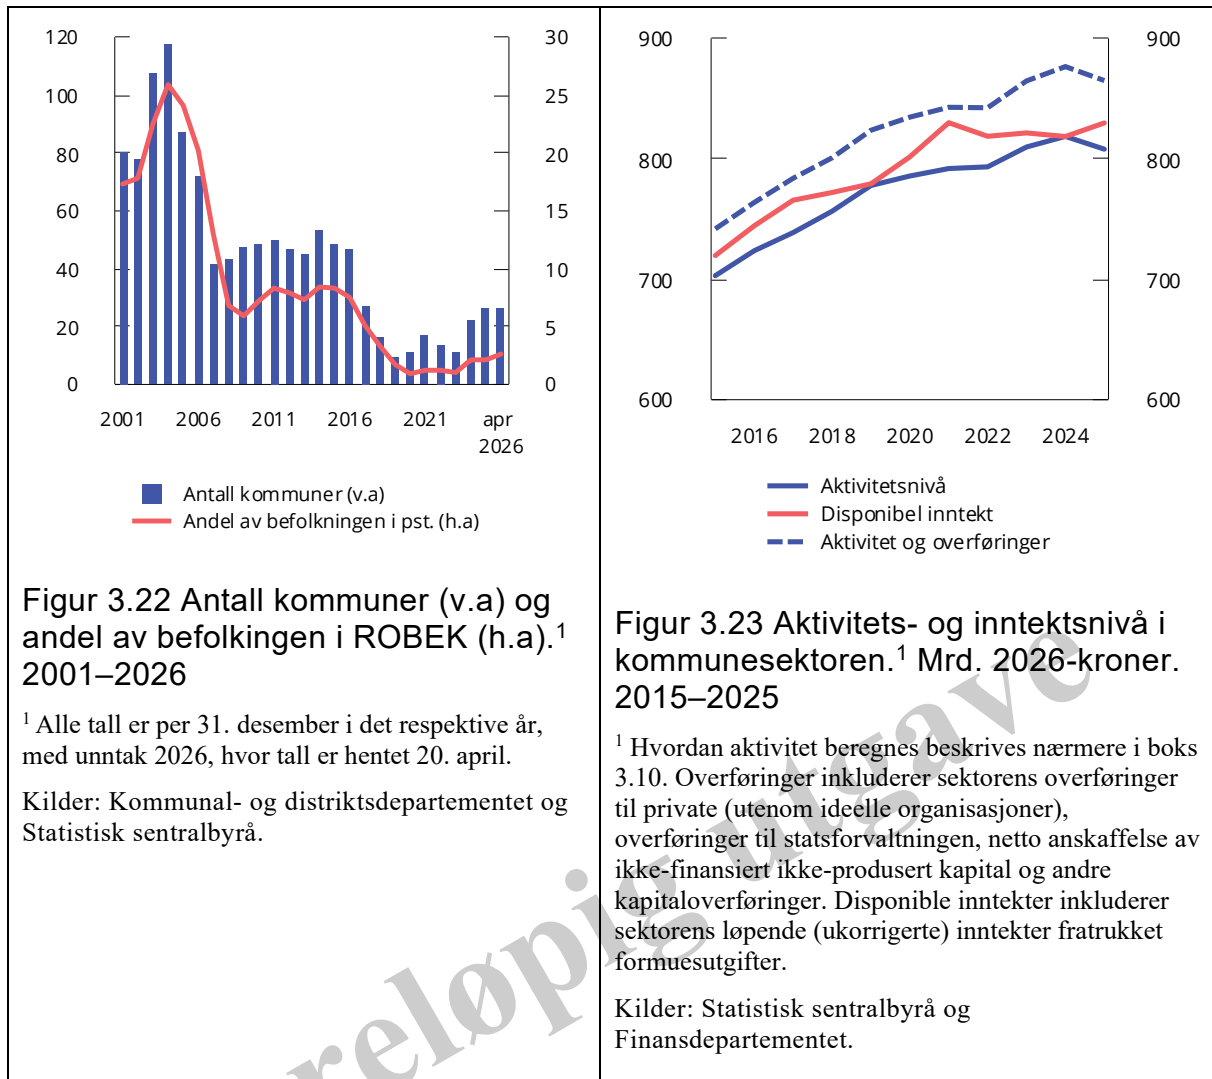 120
100
80
60
40
20
0
30
25
20
15
10
5
0
2001 2006 2011 2016 2021 apr
2026
Antall kommuner (v.a)
Andel av befolkningen i pst. (h.a)
Figur 3.22 Antall kommuner (v.a) og
andel av befolkingen i ROBEK (h.a).¹
2001–2026
¹ Alle tall er per 31. desember i det respektive år,
med unntak 2026, hvor tall er hentet 20. april.
Kilder: Kommunal- og distriktsdepartementet og
Statistisk sentralbyrå.
900
800
700
600
900
800
700
600
2016 2018 2020 2022 2024
Aktivitetsnivå
Disponibel inntekt
Aktivitet og overføringer
Figur 3.23 Aktivitets- og inntektsnivå i
kommunesektoren.¹ Mrd. 2026-kroner.
2015–2025
¹ Hvordan aktivitet beregnes beskrives nærmere i boks
3.10. Overføringer inkluderer sektorens overføringer
til private (utenom ideelle organisasjoner),
overføringer til statsforvaltningen, netto anskaffelse av
ikke-finansiert ikke-produsert kapital og andre
kapitaloverføringer. Disponible inntekter inkluderer
sektorens løpende (ukorrigerte) inntekter fratrukket
formuesutgifter.
Kilder: Statistisk sentralbyrå og
Finansdepartementet.
reløpig utgave